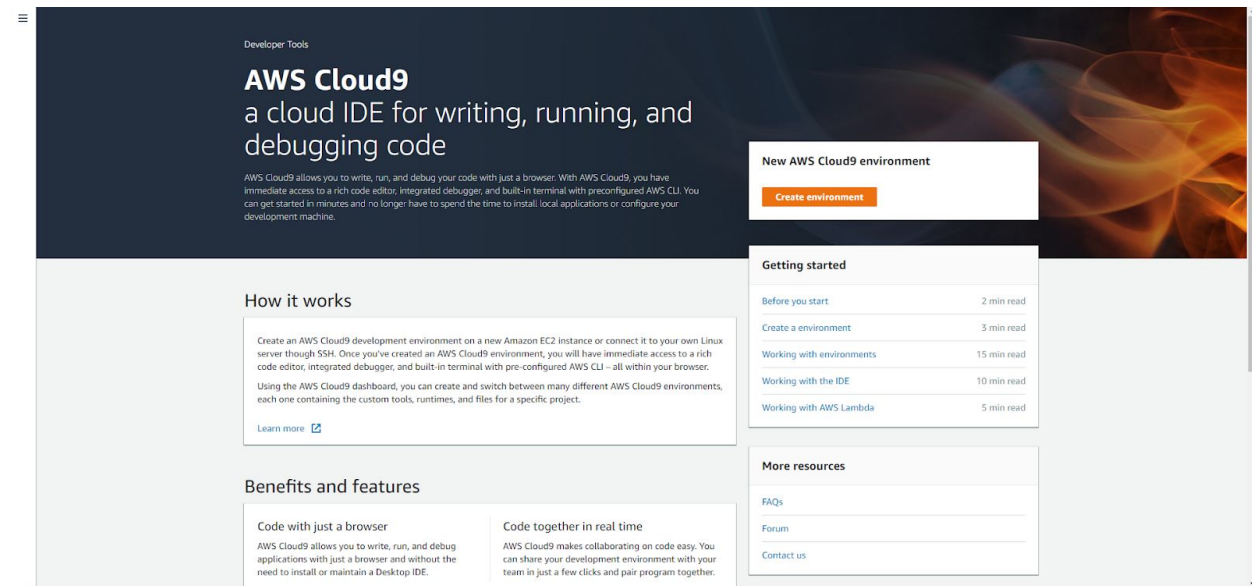 Developer Tools
AWS Cloud9
a cloud IDE for writing, running, and
debugging code
AWS Cloud9 allows you to write, run, and debug your code with just a browser. With AWS Cloud9, you have
immediate access to a rich code editor, integrated debugger, and built-in terminal with preconfigured AWS CLI. You
can get started in minutes and no longer have to spend the time to install local applications or configure your
development machine.
New AWS Cloud9 environment
Create environment
Getting started
Before you start 2 min read
Create a environment 3 min read
Working with environments 15 min read
Working with the IDE 10 min read
Working with AWS Lambda 5 min read
How it works
Create an AWS Cloud9 development environment on a new Amazon EC2 instance or connect it to your own Linux
server though SSH. Once you've created an AWS Cloud9 environment, you will have immediate access to a rich
code editor, integrated debugger, and built-in terminal with pre-configured AWS CLI – all within your browser.
Using the AWS Cloud9 dashboard, you can create and switch between many different AWS Cloud9 environments,
each one containing the custom tools, runtimes, and files for a specific project.
Learn more
More resources
FAQs
Forum
Contact us
Benefits and features
Code with just a browser
AWS Cloud9 allows you to write, run, and debug
applications with just a browser and without the
need to install or maintain a Desktop IDE.
Code together in real time
AWS Cloud9 makes collaborating on code easy. You
can share your development environment with your
team in just a few clicks and pair program together.